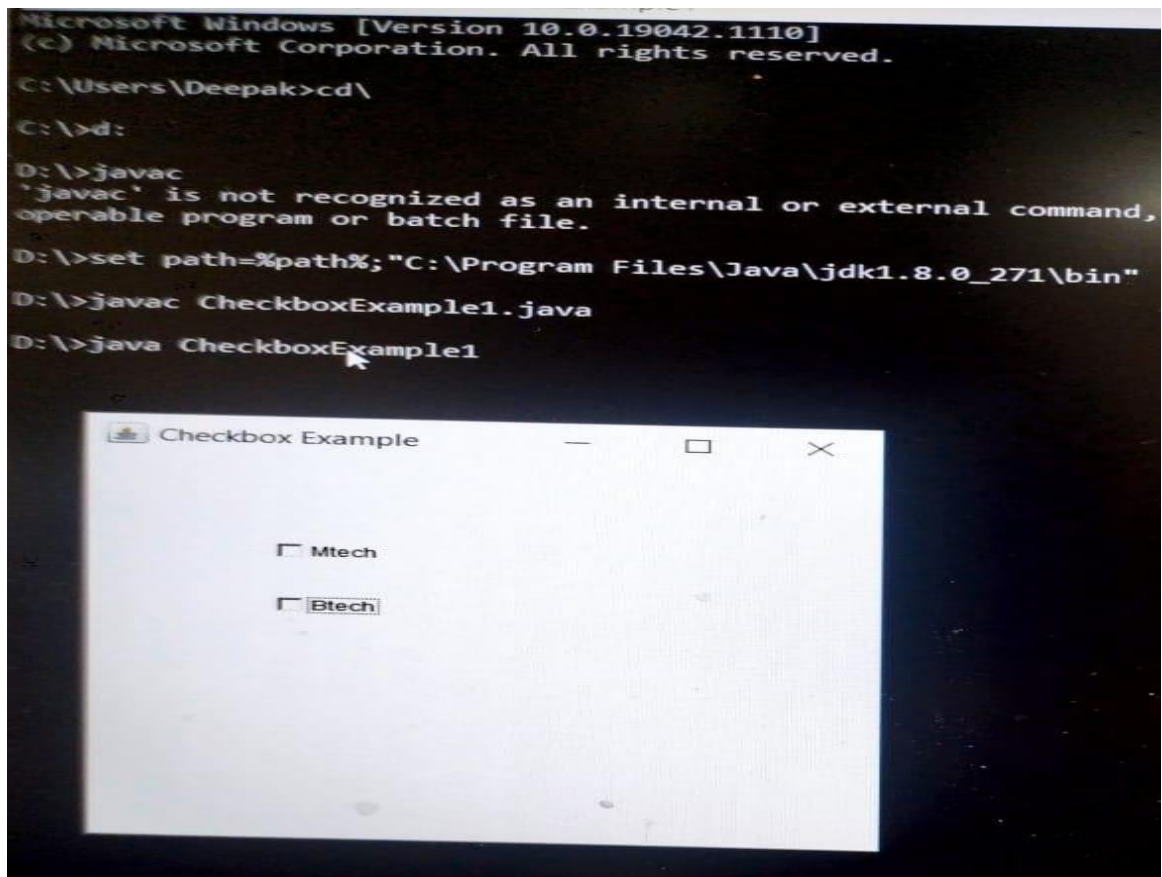 Microsoft Windows [Version 10.0.19042.1110]
(c) Microsoft Corporation. All rights reserved.
C:\Users\Deepak>cd\
C:\>d:
D:\>javac
'javac' is not recognized as an internal or external command,
operable program or batch file.
D:\>set path=%path%;"C:\Program Files\Java\jdk1.8.0_271\bin"
D:\>javac CheckboxExample1.java
D:\>java CheckboxExample1
Checkbox Example
Mtech
Btech